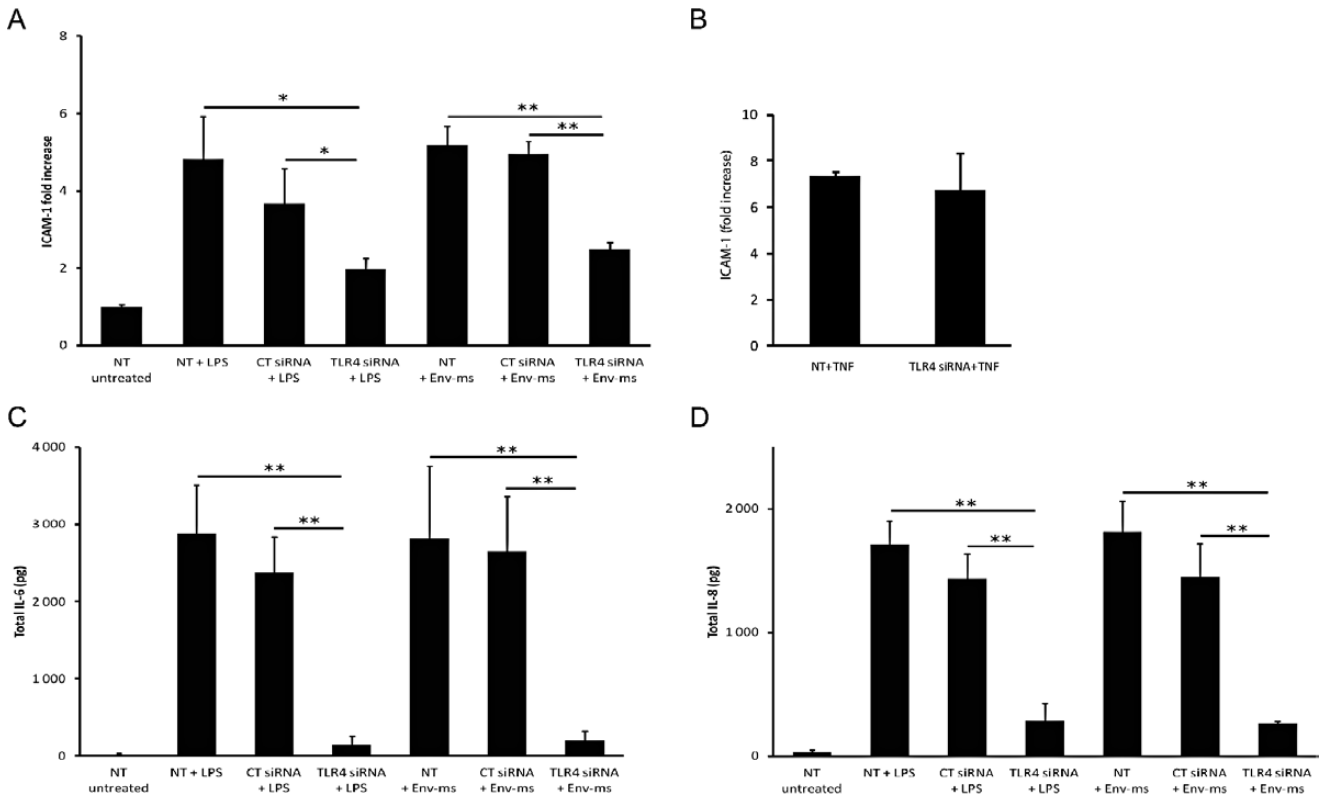 A
8
6
4
2
0
ICAM-1 fold increase
*
*
**
**
NT
untreated
NT + LPS
CT siRNA
+ LPS
TLR4 siRNA
+ LPS
NT
+ Env-ms
CT siRNA
+ Env-ms
TLR4 siRNA
+ Env-ms
B
10
8
6
4
2
0
ICAM-1 (fold increase)
NT+TNF
TLR4 siRNA+TNF
C
4 000
3 000
2 000
1 000
0
Total IL-6 (pg)
**
**
**
**
NT
untreated
NT + LPS
CT siRNA
+ LPS
TLR4 siRNA
+ LPS
NT
+ Env-ms
CT siRNA
+ Env-ms
TLR4 siRNA
+ Env-ms
D
2 000
1 000
0
Total IL-8 (pg)
**
**
**
**
NT
untreated
NT + LPS
CT siRNA
+ LPS
TLR4 siRNA
+ LPS
NT
+ Env-ms
CT siRNA
+ Env-ms
TLR4 siRNA
+ Env-ms